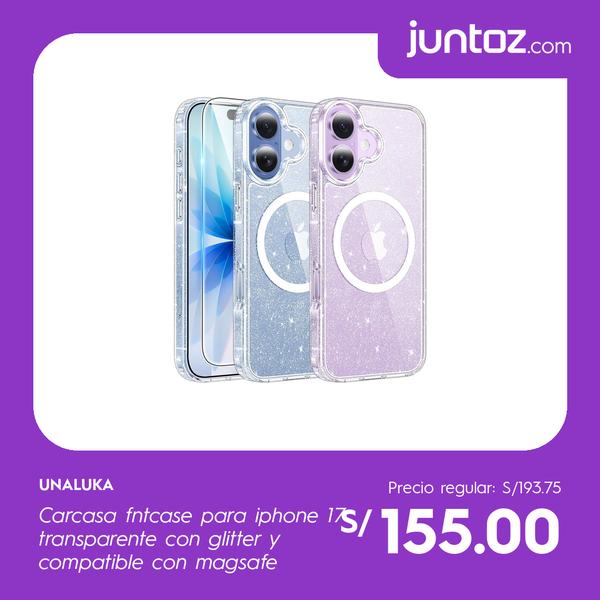 juntoz.com
UNALUKA
Carcasa fntcase para iphone 17
transparente con glitter y
compatible con magsafe
Precio regular: S/193.75
S/155.00